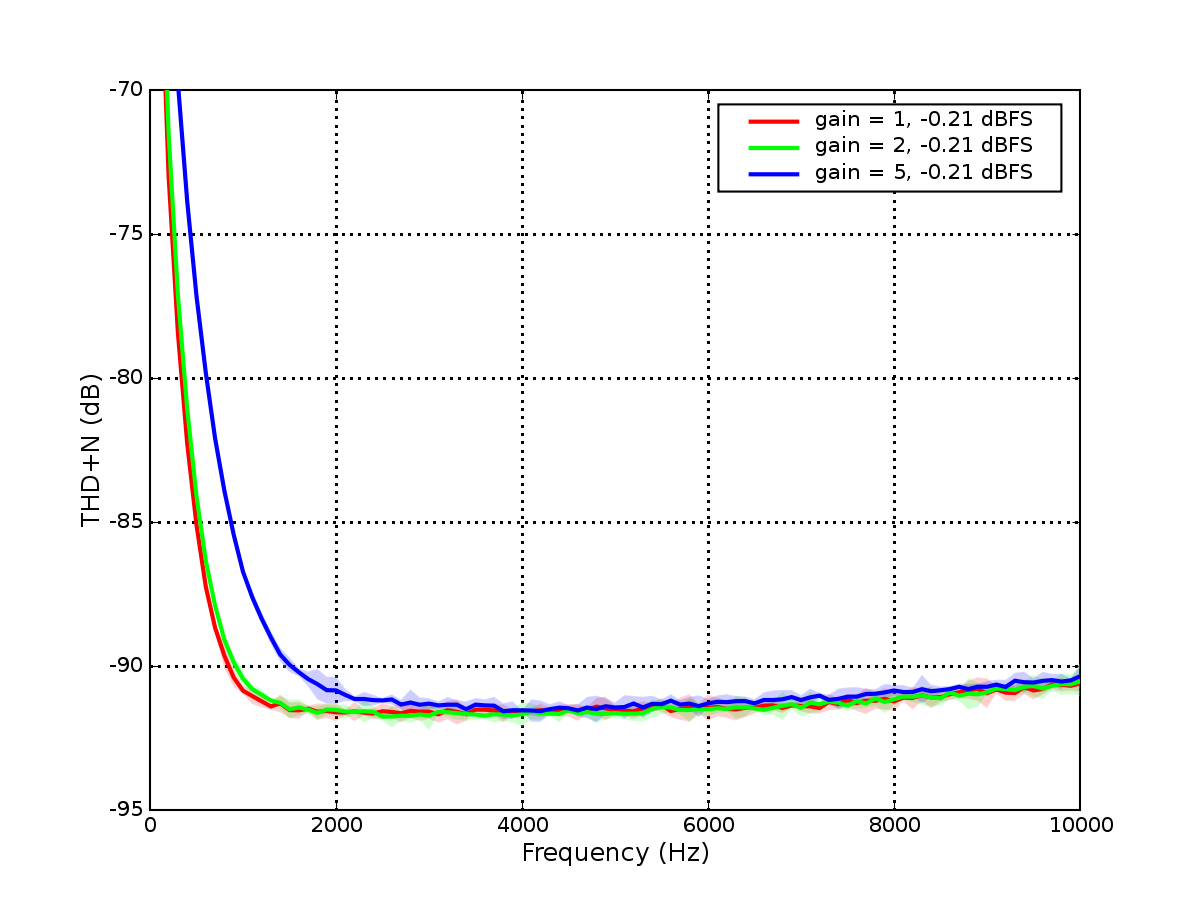 -70
-75
-80
-85
-90
-95
THD+N (dB)
gain = 1, -0.21 dBFS
gain = 2, -0.21 dBFS
gain = 5, -0.21 dBFS
0 2000 4000 6000 8000 10000
Frequency (Hz)